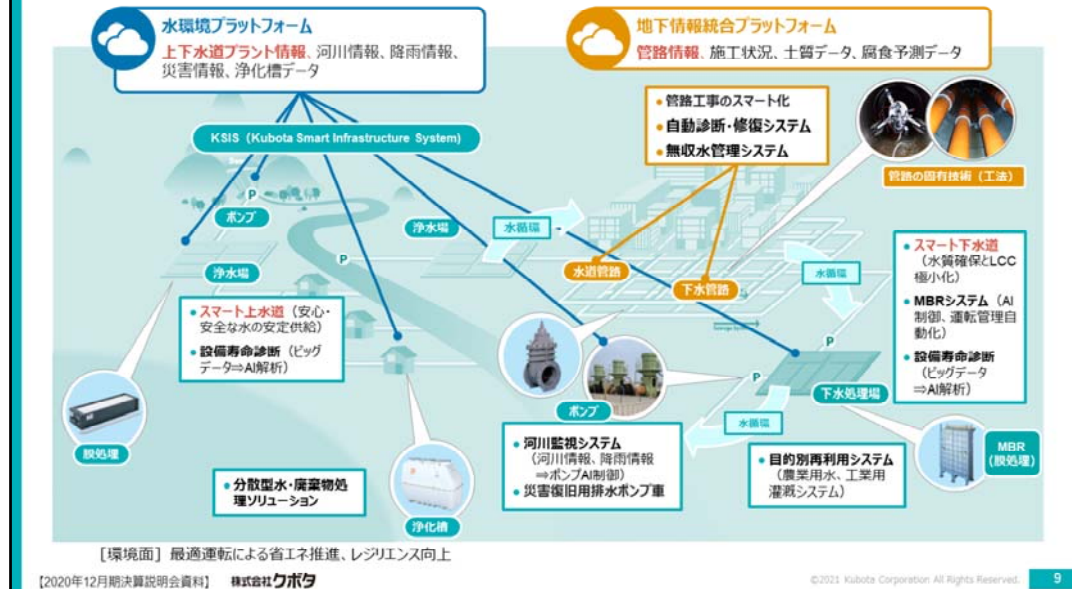 水環境プラットフォーム
上下水道プラント情報、河川情報、降雨情報、
災害情報、浄化槽データ
地下情報統合プラットフォーム
管路情報、施工状況、土質データ、腐食予測データ
• 管路工事のスマート化
• 自動診断・修復システム
• 無収水管理システム
KSIS (Kubota Smart Infrastructure System)
管路の固有技術（工法）
P
ポンプ
浄水場
水循環
P
浄水場
水道管路
下水管路
水循環
• スマート下水道
（水質確保とLCC
極小化）
• MBRシステム（AI
制御、運転管理自
動化）
• 設備寿命診断
（ビッグデータ
⇒AI解析）
• スマート上水道（安心・
安全な水の安定供給）
• 設備寿命診断（ビッグ
データ⇒AI解析）
P
P
P
下水処理場
ポンプ
水循環
膜処理
• 河川監視システム
（河川情報、降雨情報
⇒ポンプAI制御）
• 災害復旧用排水ポンプ車
• 目的別再利用システム
（農業用水、工業用
灌漑システム）
MBR
(膜処理)
• 分散型水・廃棄物処
理ソリューション
浄化槽
［環境面］最適運転による省エネ推進、レジリエンス向上
【2020年12月期決算説明会資料】 株式会社クボタ
©2021 Kubota Corporation All Rights Reserved.
9